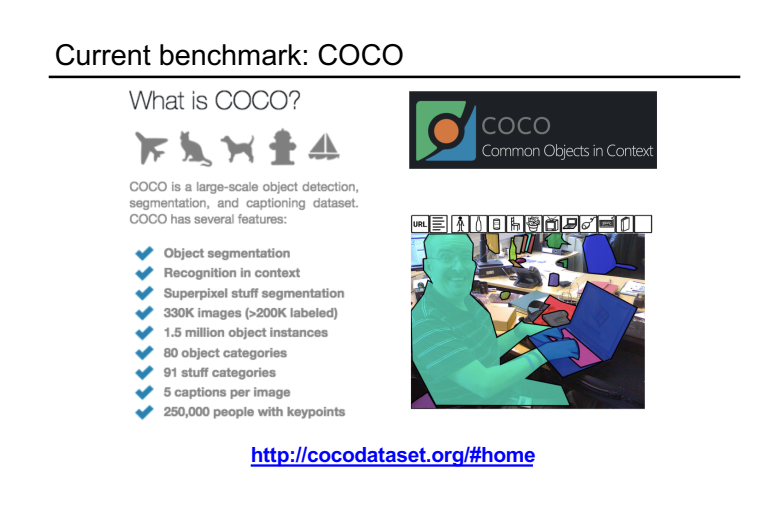 Current benchmark: COCO
What is COCO?
COCO is a large-scale object detection,
segmentation, and captioning dataset.
COCO has several features:
Object segmentation
Recognition in context
Superpixel stuff segmentation
330K images (>200K labeled)
1.5 million object instances
80 object categories
91 stuff categories
5 captions per image
250,000 people with keypoints
COCO
Common Objects in Context
URL
http://cocodataset.org/#home